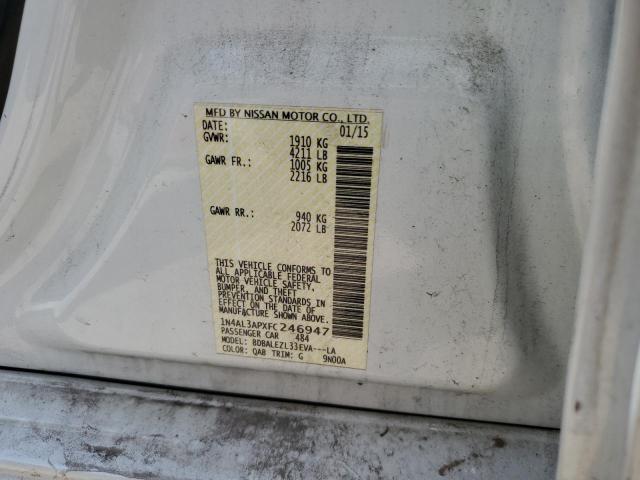 MFD BY NISSAN MOTOR CO., LTD.
DATE: 01/15
GVWR: 1910 KG
4211 LB
GAWR FR.: 1005 KG
2216 LB
GAWR RR.: 940 KG
2072 LB
THIS VEHICLE CONFORMS TO
ALL APPLICABLE FEDERAL
MOTOR VEHICLE SAFETY,
BUMPER, AND THEFT
PREVENTION STANDARDS IN
EFFECT ON THE DATE OF
MANUFACTURE SHOWN ABOVE.
1N4AL3APXFC246947
PASSENGER CAR 484
MODEL: BDBALEZL33EVA---LA
COLOR: QAB TRIM: G 9N00A